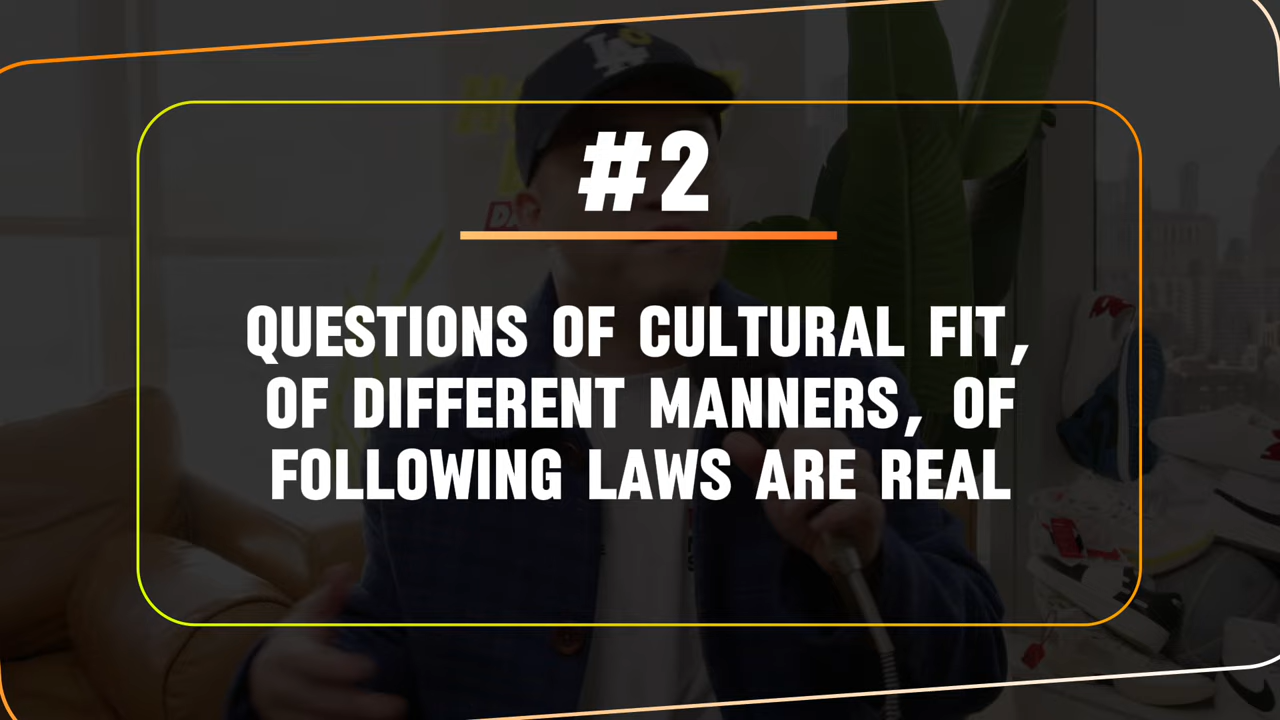 #2
QUESTIONS OF CULTURAL FIT,
OF DIFFERENT MANNERS, OF
FOLLOWING LAWS ARE REAL